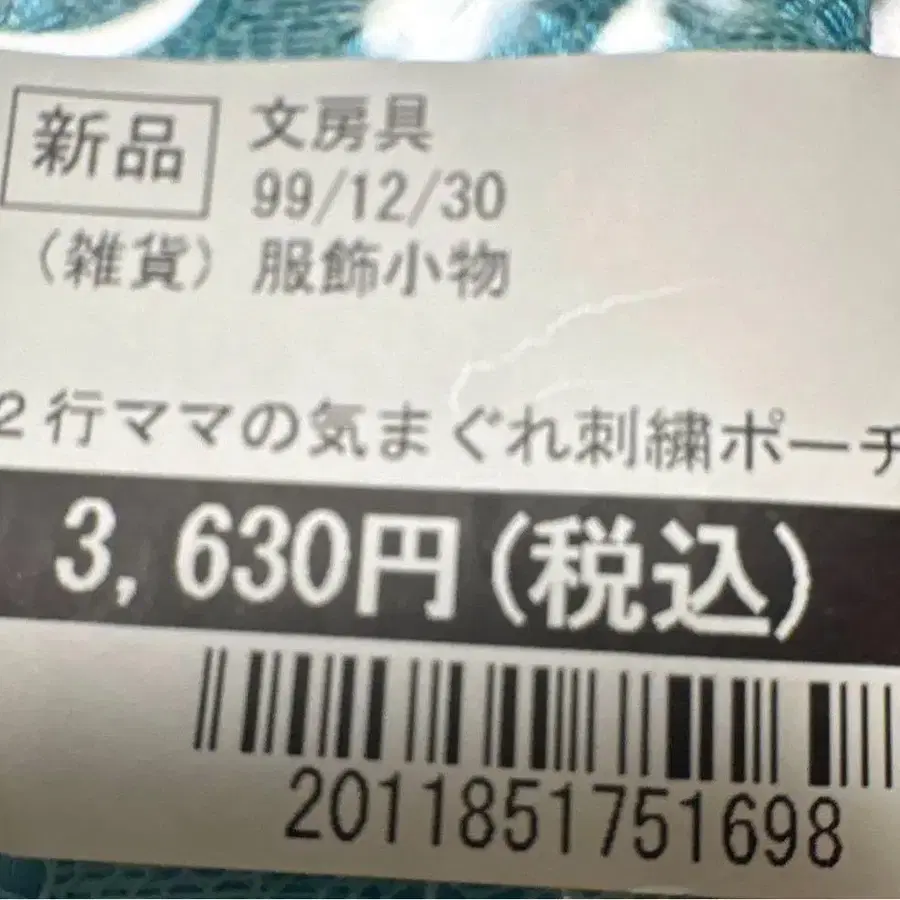 新品 文房具
99/12/30
（雑貨）服飾小物
2行ママの気まぐれ刺繍ポーチ
3,630円(税込)
2011851751698